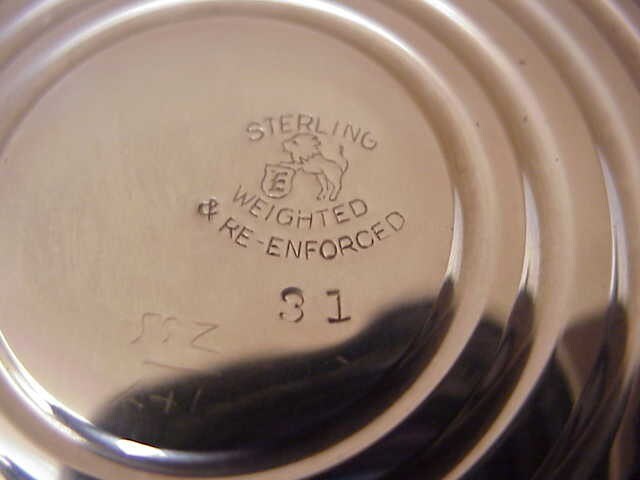 STERLING
E
WEIGHTED
& RE-ENFORCED
31